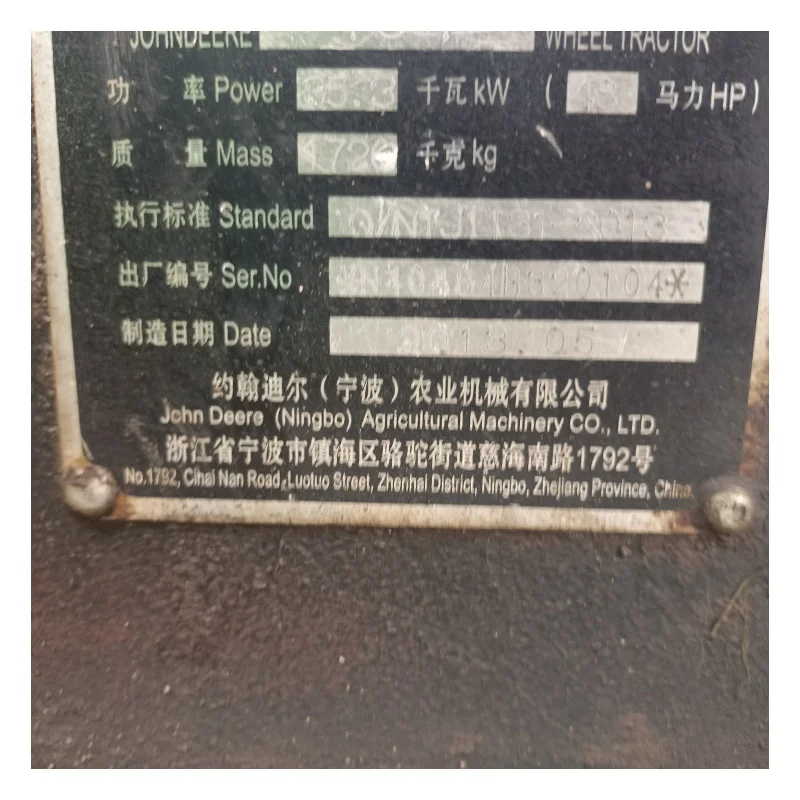 JOHNDEERE WHEEL TRACTOR
功 率 Power 千瓦 kW ( 马力 HP )
质 量 Mass 千克 kg
执行标准 Standard
出厂编号 Ser.No
制造日期 Date 13.05
约翰迪尔（宁波）农业机械有限公司
John Deere (Ningbo) Agricultural Machinery CO., LTD.
浙江省宁波市镇海区骆驼街道慈海南路1792号
No.1792, Cihai Nan Road, Luotuo Street, Zhenhai District, Ningbo, Zhejiang Province, China.